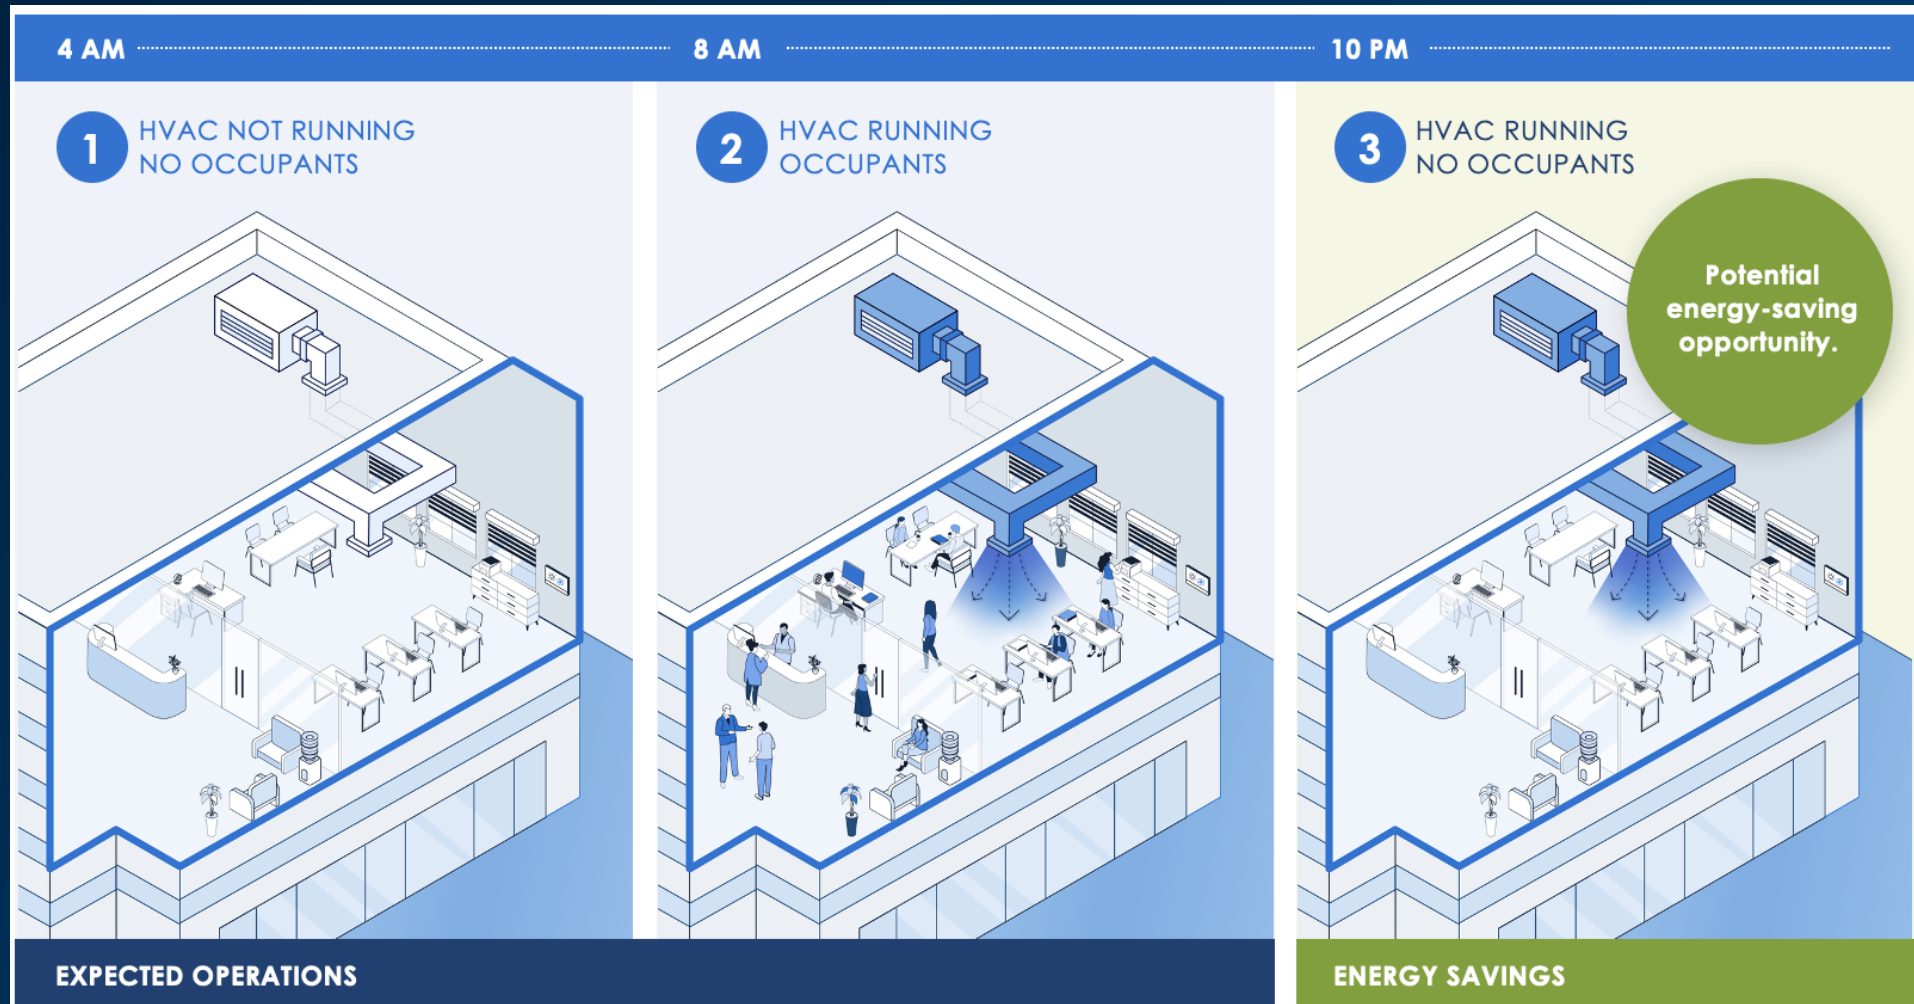 4 AM
8 AM
10 PM
1
HVAC NOT RUNNING
NO OCCUPANTS
2
HVAC RUNNING
OCCUPANTS
3
HVAC RUNNING
NO OCCUPANTS
Potential
energy-saving
opportunity.
EXPECTED OPERATIONS
ENERGY SAVINGS